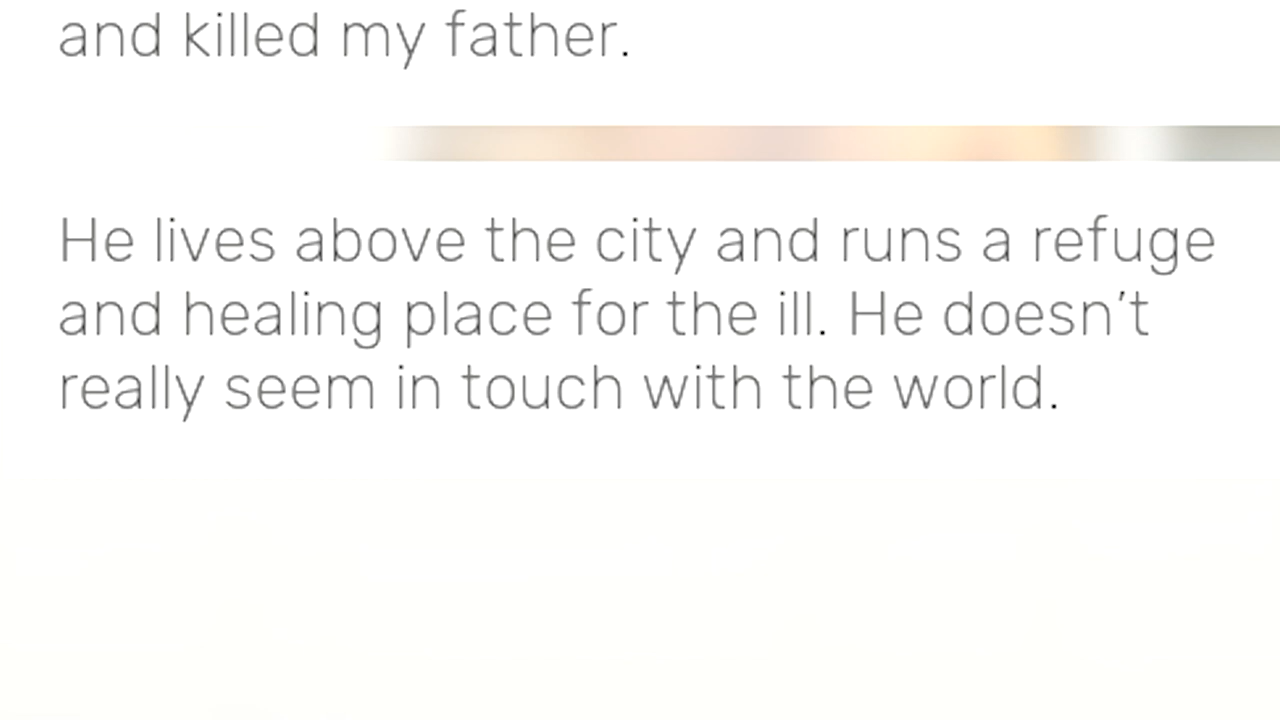 and killed my father.
He lives above the city and runs a refuge
and healing place for the ill. He doesn't
really seem in touch with the world.